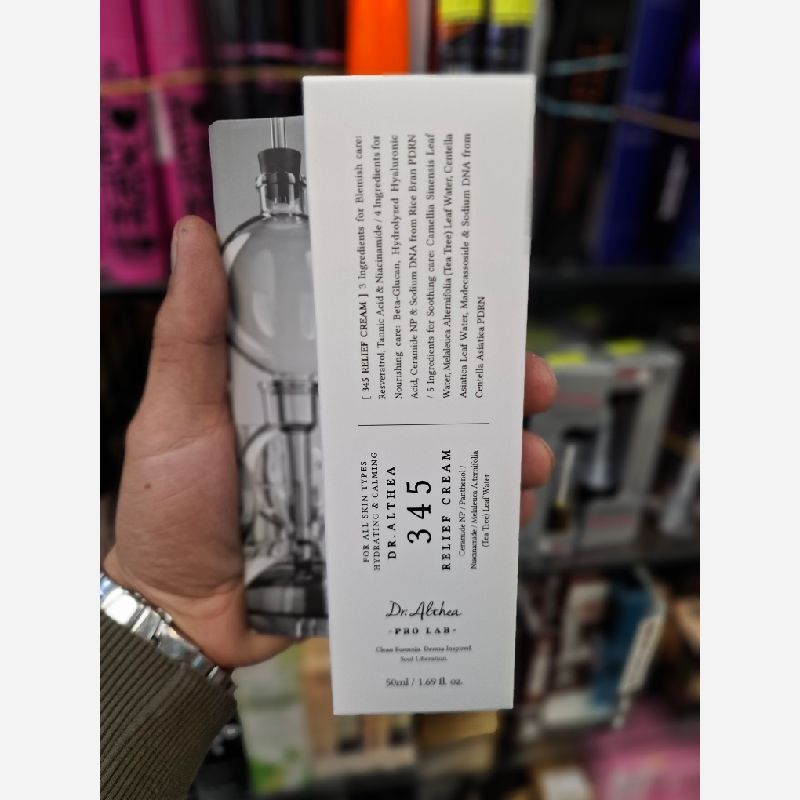 [ 345 RELIEF CREAM ] 3 Ingredients for Blemish care:
Resveratrol, Tannic Acid & Niacinamide / 4 Ingredients for
Nourishing care: Beta-Glucan, Hydrolyzed Hyaluronic
Acid, Ceramide NP & Sodium DNA from Rice Bran PDRN
/ 5 Ingredients for Soothing care: Camellia Sinensis Leaf
Water, Melaleuca Alternifolia (Tea Tree) Leaf Water, Centella
Asiatica Leaf Water, Madecassoside & Sodium DNA from
Centella Asiatica PDRN
FOR ALL SKIN TYPES
HYDRATING & CALMING
DR.ALTHEA
345
RELIEF CREAM
Ceramide NP / Panthenol /
Niacinamide / Melaleuca Alternifolia
(Tea Tree) Leaf Water
Dr. Althea
-PRO LAB-
Clean Formula. Derma Inspired.
Soul Liberation.
50ml / 1.69 fl. oz.